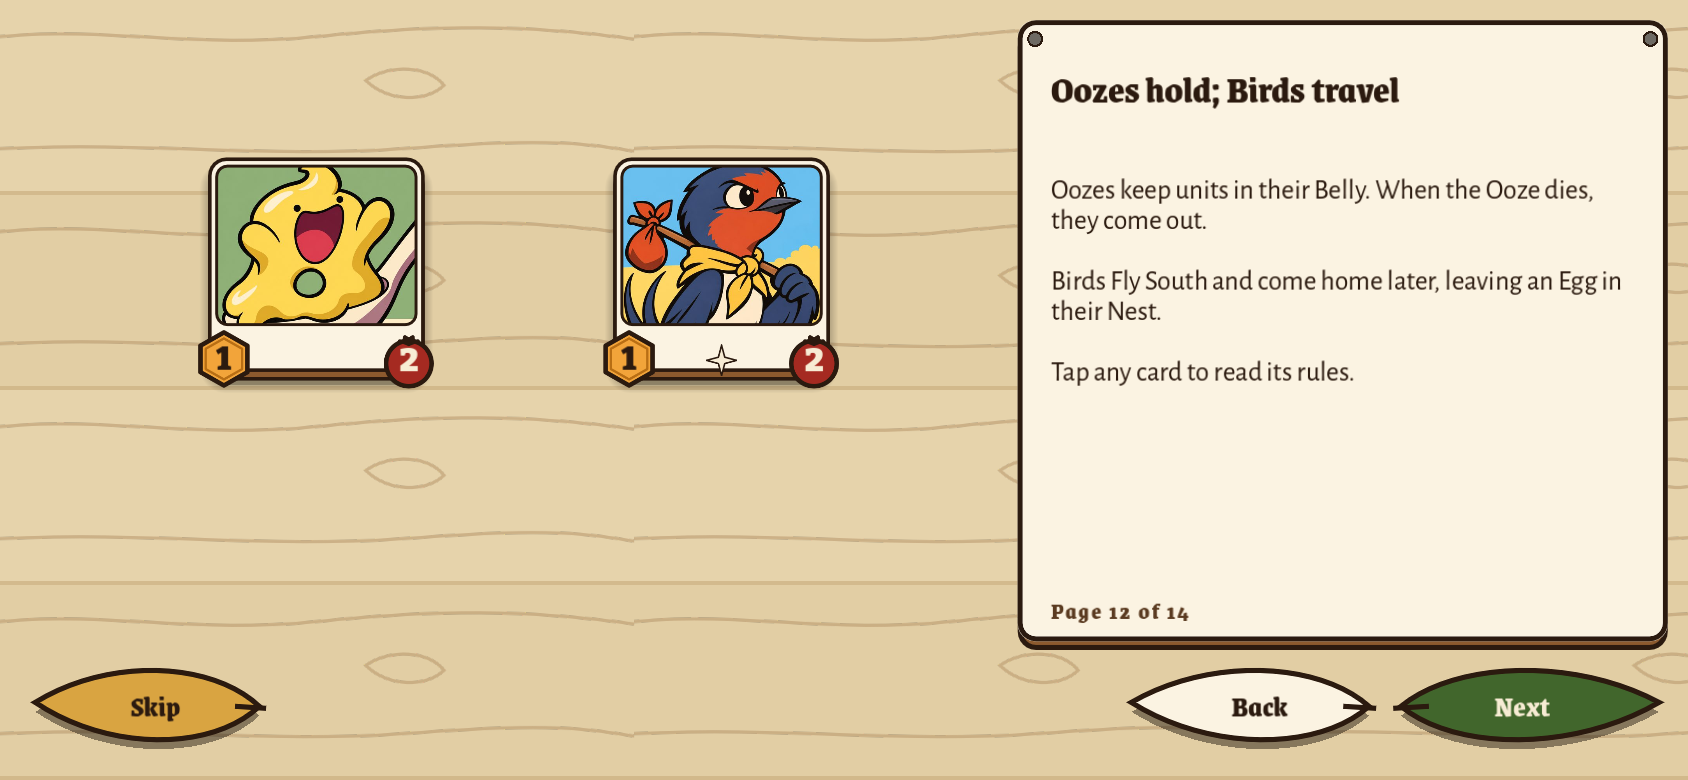 Oozes hold; Birds travel
Oozes keep units in their Belly. When the Ooze dies,
they come out.
Birds Fly South and come home later, leaving an Egg in
their Nest.
Tap any card to read its rules.
1
2
1
2
Page 12 of 14
Skip
Back
Next